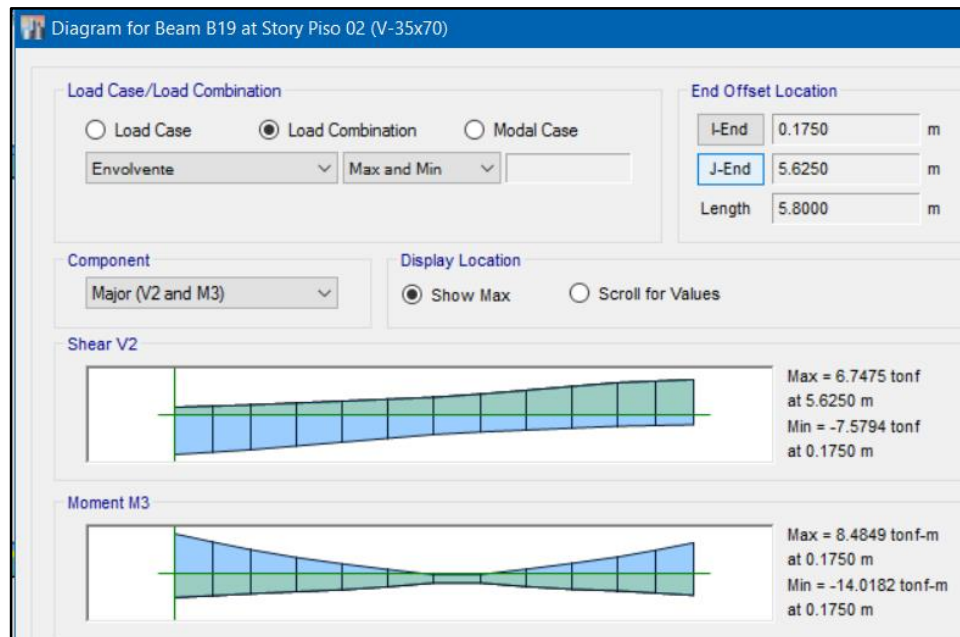 Diagram for Beam B19 at Story Piso 02 (V-35x70)
Load Case/Load Combination
Load Case Load Combination Modal Case
Envolvente Max and Min
End Offset Location
I-End 0.1750 m
J-End 5.6250 m
Length 5.8000 m
Component
Major (V2 and M3)
Display Location
Show Max Scroll for Values
Shear V2
Max = 6.7475 tonf
at 5.6250 m
Min = -7.5794 tonf
at 0.1750 m
Moment M3
Max = 8.4849 tonf-m
at 0.1750 m
Min = -14.0182 tonf-m
at 0.1750 m